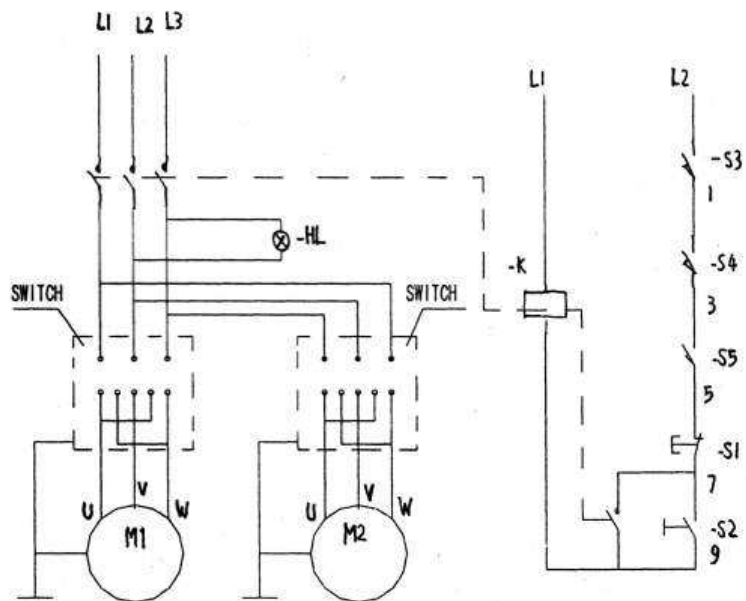 L1 L2 L3
L1 L2
-S3
1
-HL
-K
-S4
SWITCH SWITCH
3
-S5
5
-S1
7
U V W
U V W
-S2
M1 M2
9